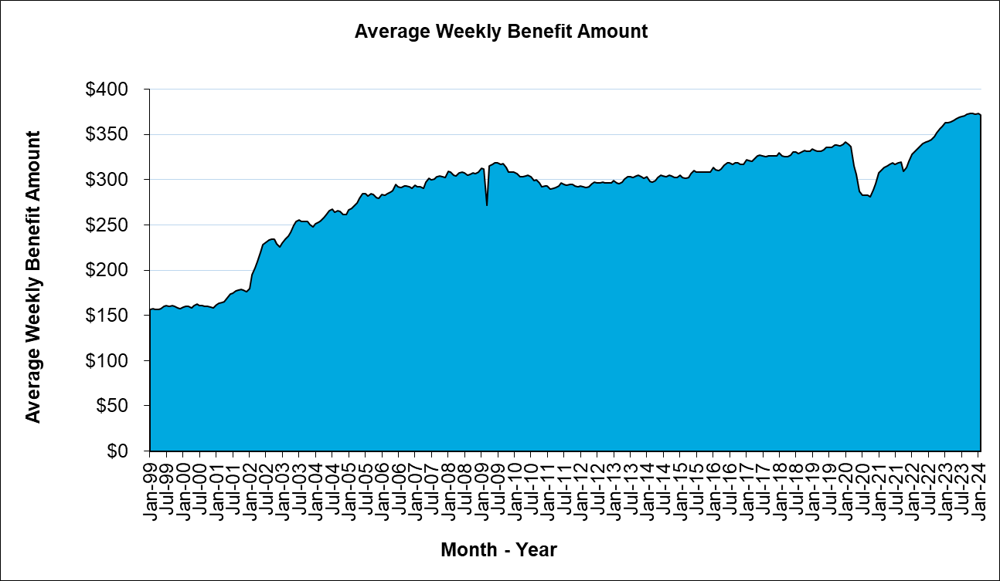 Average Weekly Benefit Amount
Average Weekly Benefit Amount
$400
$350
$300
$250
$200
$150
$100
$50
$0
Jan-99
Jul-99
Jan-00
Jul-00
Jan-01
Jul-01
Jan-02
Jul-02
Jan-03
Jul-03
Jan-04
Jul-04
Jan-05
Jul-05
Jan-06
Jul-06
Jan-07
Jul-07
Jan-08
Jul-08
Jan-09
Jul-09
Jan-10
Jul-10
Jan-11
Jul-11
Jan-12
Jul-12
Jan-13
Jul-13
Jan-14
Jul-14
Jan-15
Jul-15
Jan-16
Jul-16
Jan-17
Jul-17
Jan-18
Jul-18
Jan-19
Jul-19
Jan-20
Jul-20
Jan-21
Jul-21
Jan-22
Jul-22
Jan-23
Jul-23
Jan-24
Month - Year